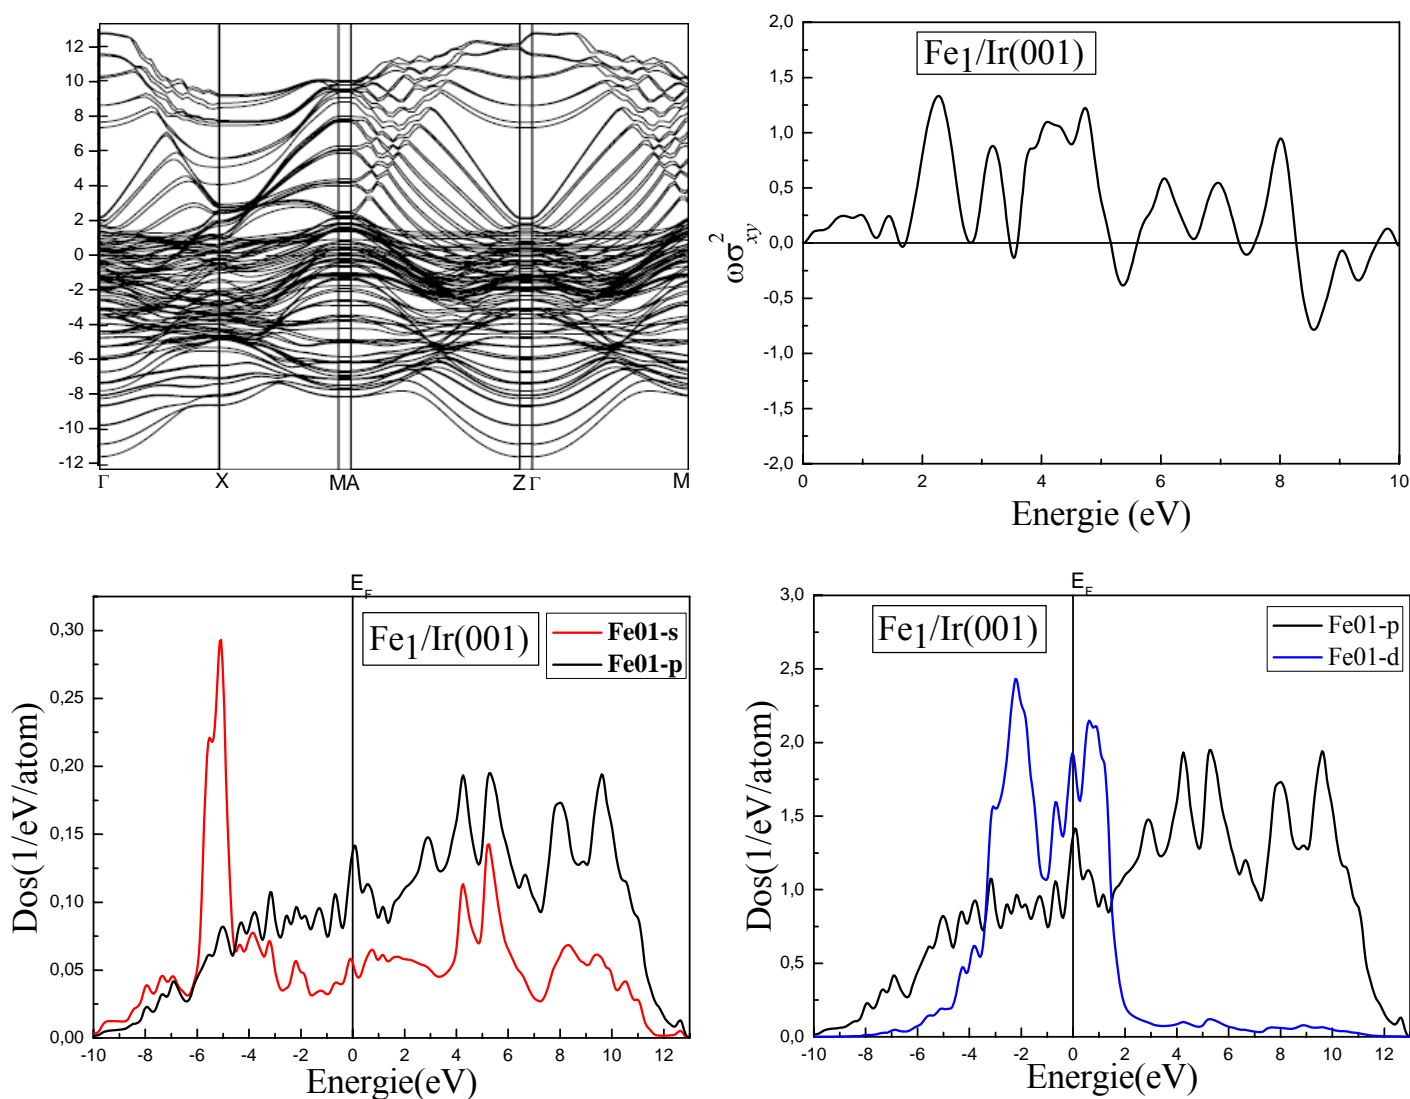 12
10
8
6
4
2
0
-2
-4
-6
-8
-10
-12
Γ X MA Z Γ M
2,0
1,5
1,0
0,5
0,0
-0,5
-1,0
-1,5
-2,0
ωσ²xy
Fe1/Ir(001)
0 2 4 6 8 10
Energie (eV)
EF
0,30
0,25
0,20
0,15
0,10
0,05
0,00
Dos(1/eV/atom)
Fe1/Ir(001)
Fe01-s
Fe01-p
-10 -8 -6 -4 -2 0 2 4 6 8 10 12
Energie(eV)
EF
3,0
2,5
2,0
1,5
1,0
0,5
0,0
Dos(1/eV/atom)
Fe1/Ir(001)
Fe01-p
Fe01-d
-10 -8 -6 -4 -2 0 2 4 6 8 10 12
Energie(eV)